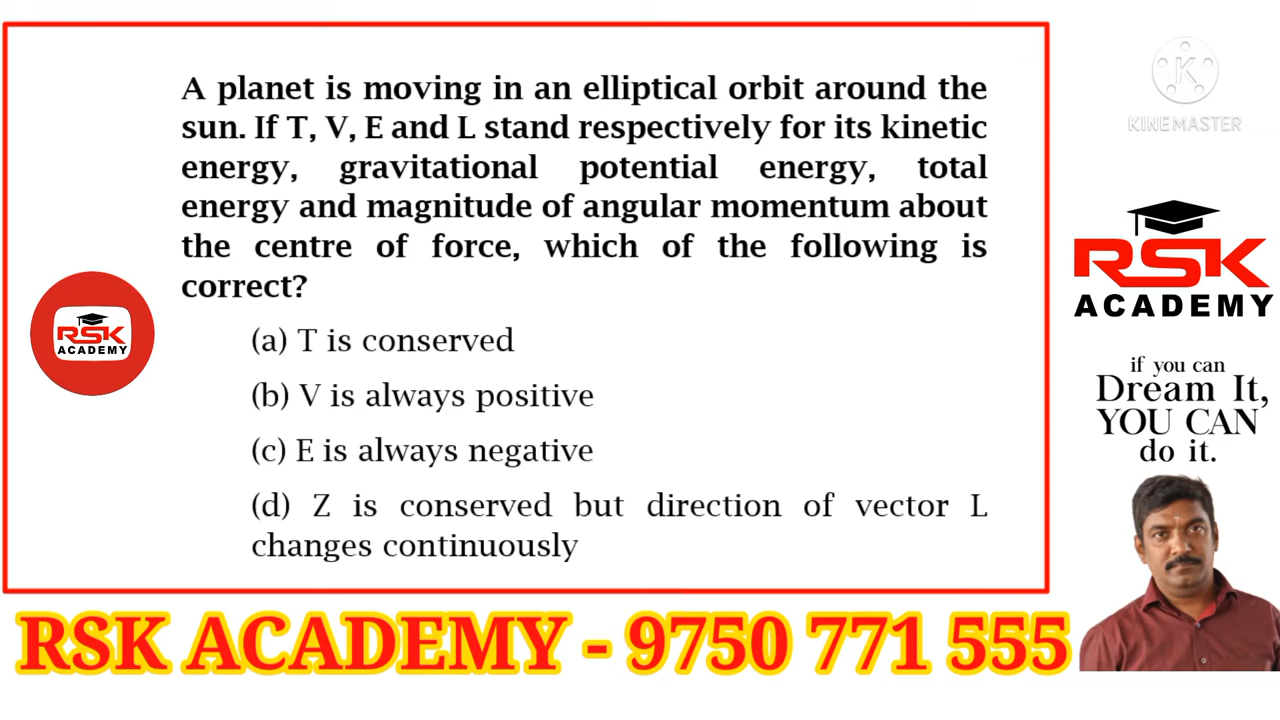 A planet is moving in an elliptical orbit around the
sun. If T, V, E and L stand respectively for its kinetic
energy, gravitational potential energy, total
energy and magnitude of angular momentum about
the centre of force, which of the following is
correct?
(a) T is conserved
(b) V is always positive
(c) E is always negative
(d) Z is conserved but direction of vector L
changes continuously
RSK
ACADEMY
K
KINEMASTER
RSK
ACADEMY
if you can
Dream It,
YOU CAN
do it.
RSK ACADEMY - 9750 771 555